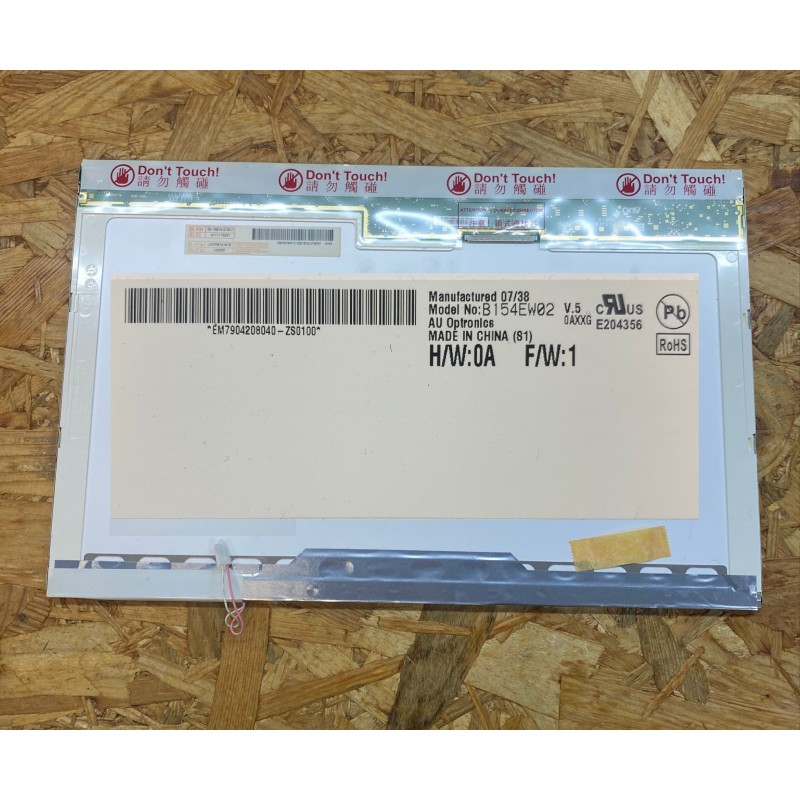 Don't Touch!
請勿觸碰
Don't Touch!
請勿觸碰
Don't Touch!
請勿觸碰
Don't Touch!
請勿觸碰
*EM7904208040-ZS0100*
Manufactured 07/38
Model No:B154EW02 V.5
0AXXG
AU Optronics
MADE IN CHINA (S1)
H/W:0A F/W:1
C RU US
E204356
Pb
RoHS